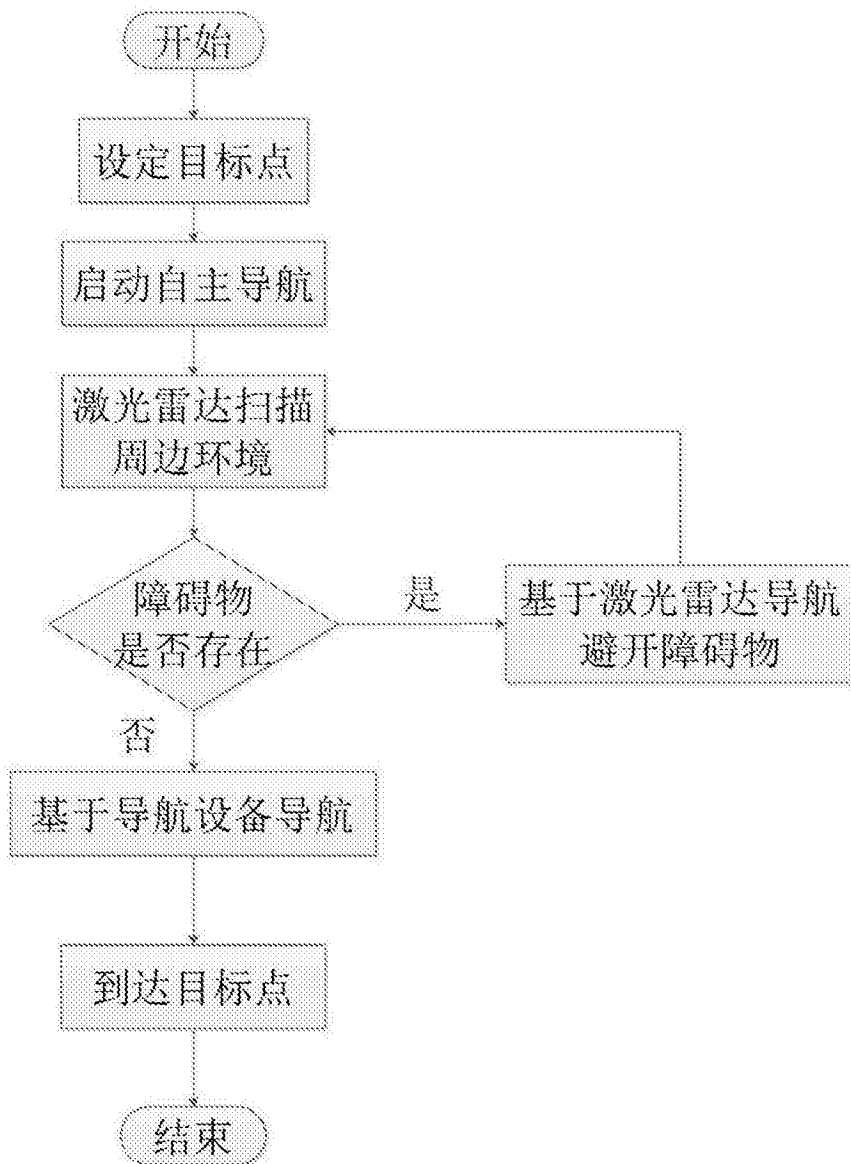 开始
设定目标点
启动自主导航
激光雷达扫描
周边环境
障碍物
是否存在
是
基于激光雷达导航
避开障碍物
否
基于导航设备导航
到达目标点
结束